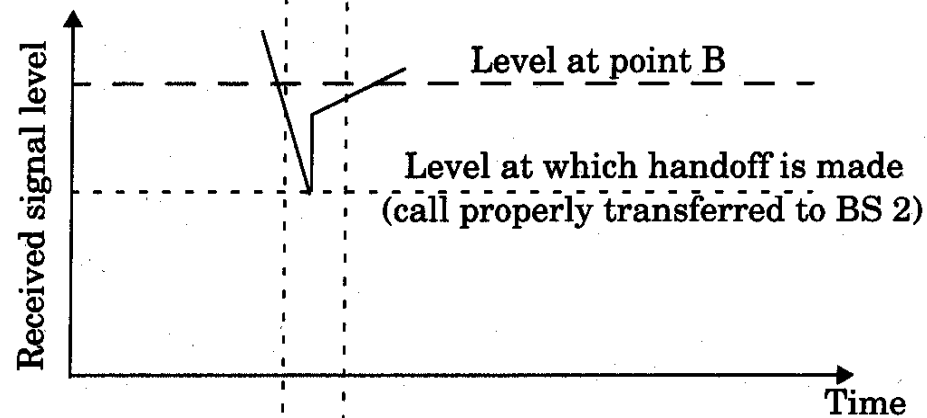 Received signal level
Level at point B
Level at which handoff is made
(call properly transferred to BS 2)
Time